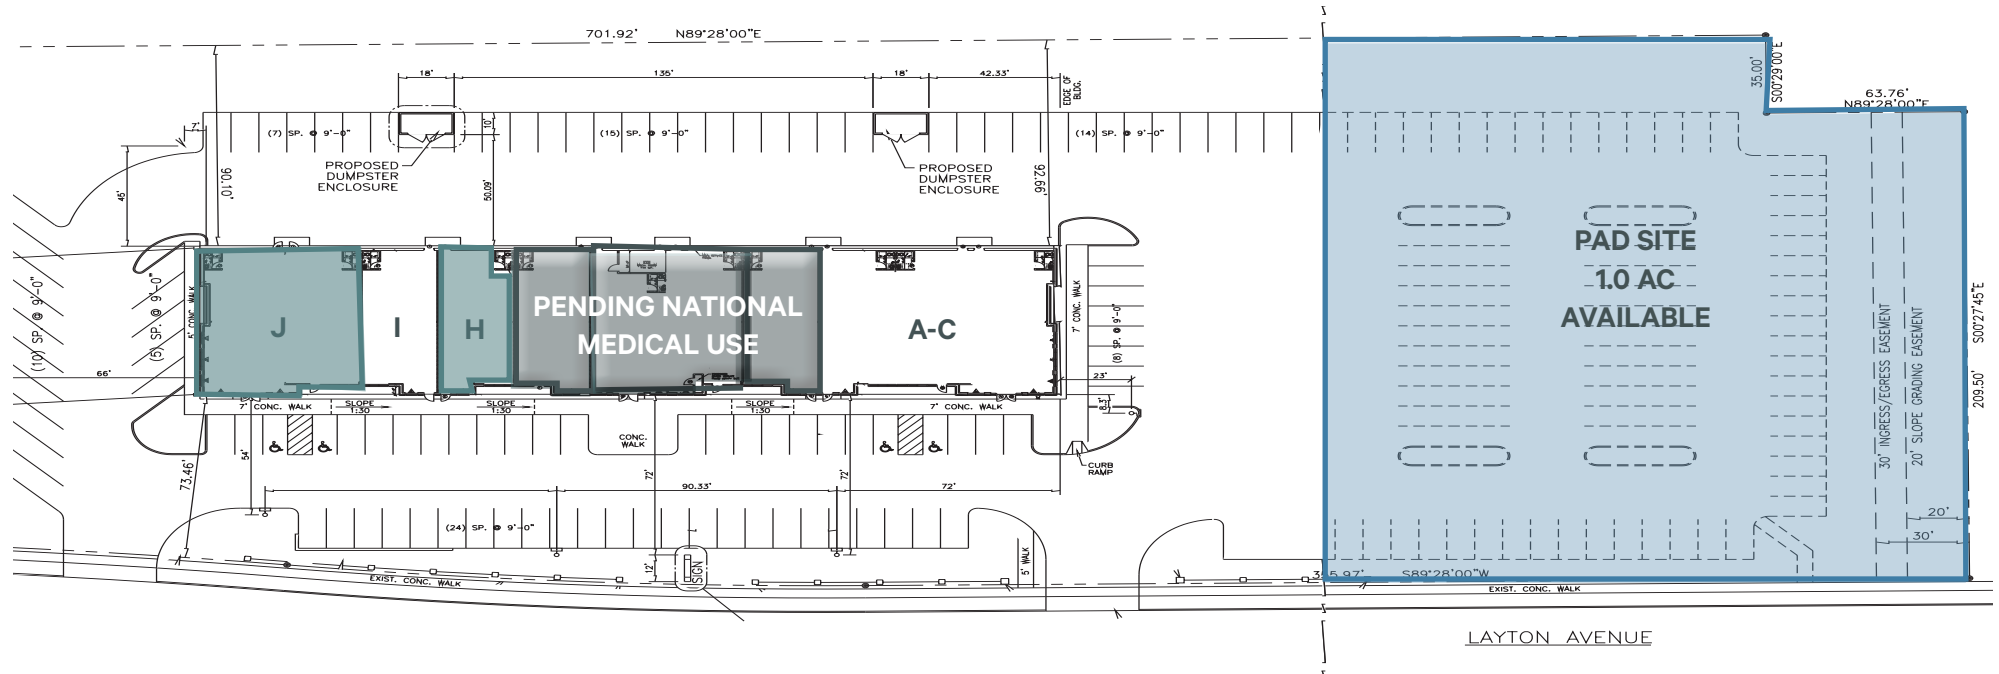 701.92' N89°28'00"E
18'
135'
18'
42.33'
EDGE OF
BLDG.
35.00'
S00°29'00"E
63.76'
N89°28'00"E
7'
(7) SP. @ 9'-0"
10'
(15) SP. @ 9'-0"
(14) SP. @ 9'-0"
PROPOSED
DUMPSTER
ENCLOSURE
PROPOSED
DUMPSTER
ENCLOSURE
45'
90.10'
50.09'
92.66'
PAD SITE
1.0 AC
AVAILABLE
(10) SP. @ 9'-0"
(5) SP. @ 9'-0"
5' CONC. WALK
J
I
H
PENDING NATIONAL
MEDICAL USE
A-C
7' CONC. WALK
(8) SP. @ 9'-0"
30' INGRESS/EGRESS EASEMENT
20' SLOPE GRADING EASEMENT
S00°27'45"E
209.50'
66'
23'
8.3'
7' CONC. WALK
SLOPE
1:30
SLOPE
1:30
SLOPE
1:30
7' CONC. WALK
CONC.
WALK
CURB
RAMP
73.46'
54'
72'
72'
90.33'
72'
(24) SP. @ 9'-0"
20'
30'
12'
SIGN
5' WALK
EXIST. CONC. WALK
S89°28'00"W
EXIST. CONC. WALK
LAYTON AVENUE